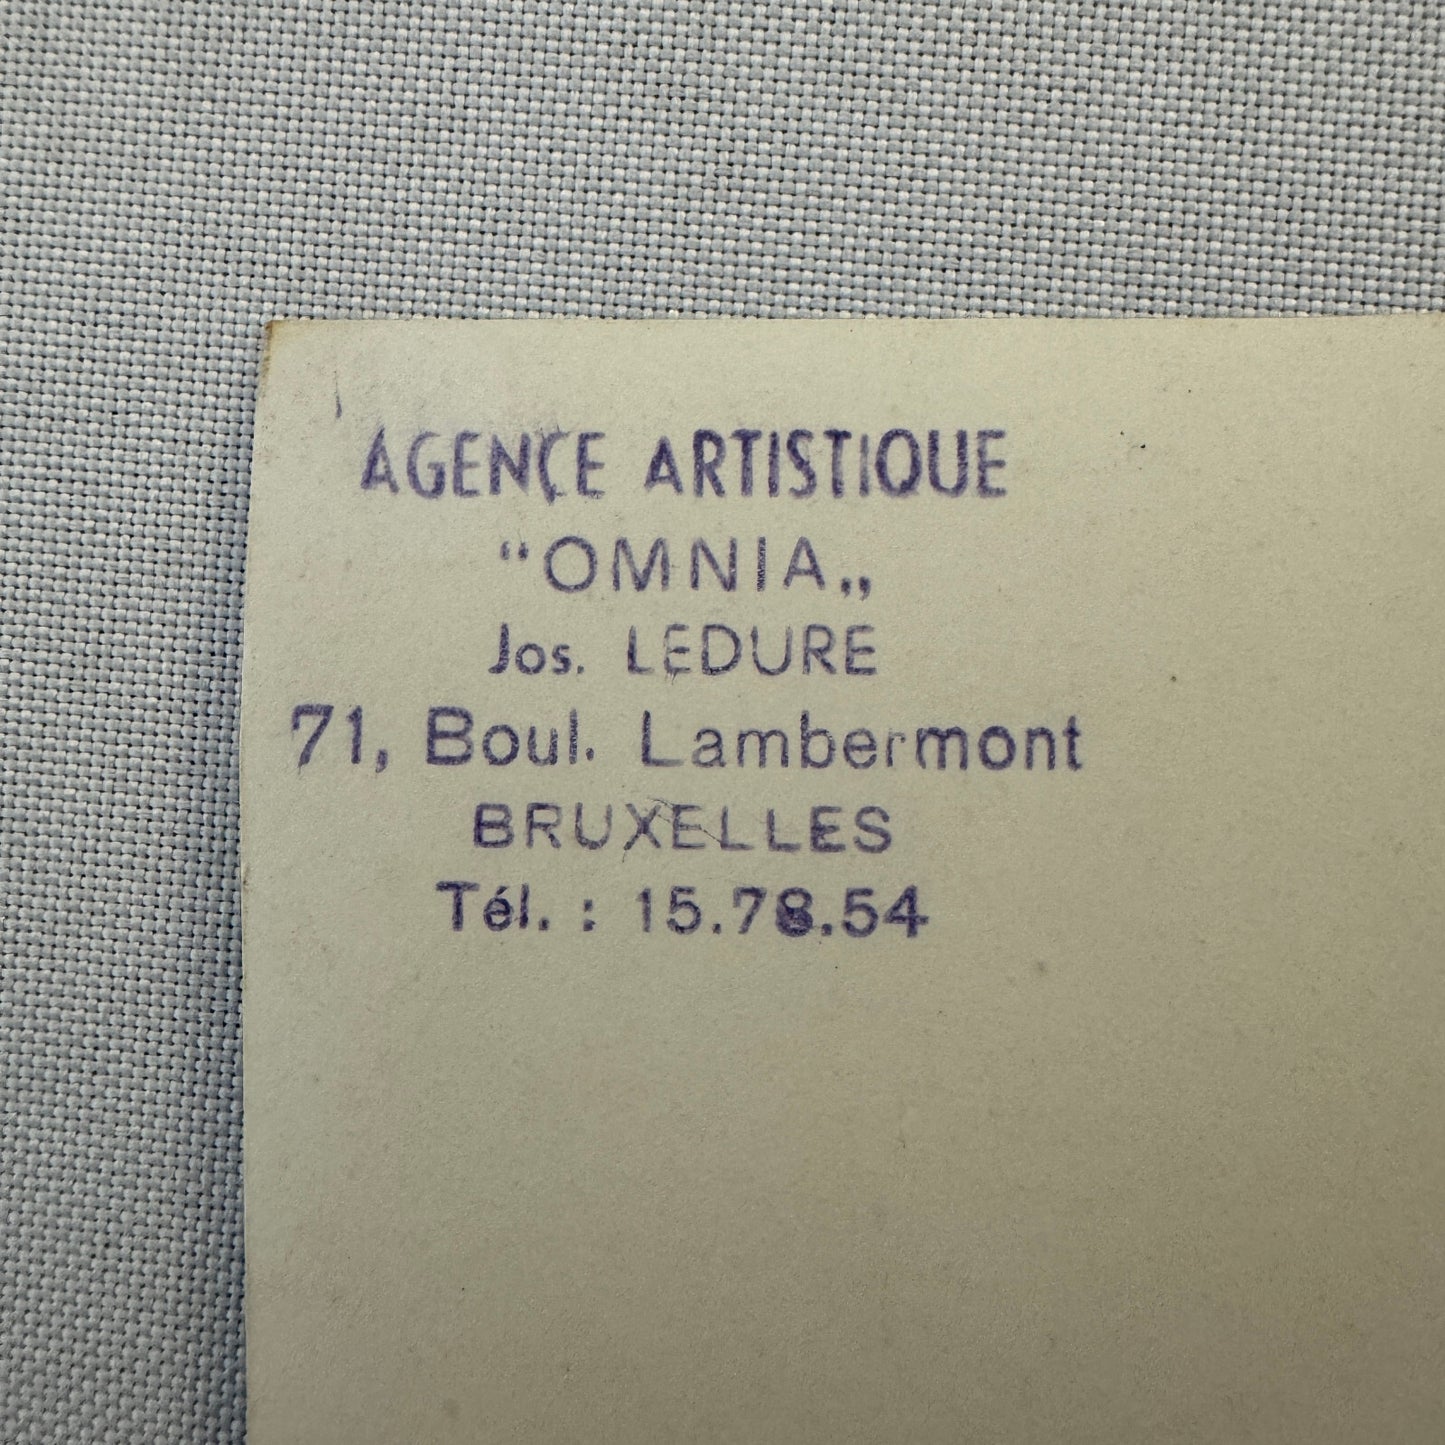 AGENCE ARTISTIQUE
“OMNIA„
Jos. LEDURE
71, Boul. Lambermont
BRUXELLES
Tél. : 15.78.54